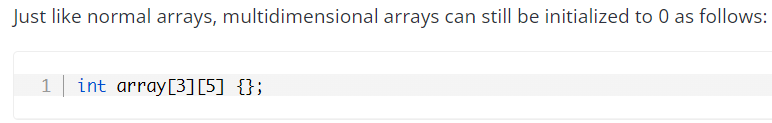 Just like normal arrays, multidimensional arrays can still be initialized to 0 as follows:
1 int array[3][5] {};